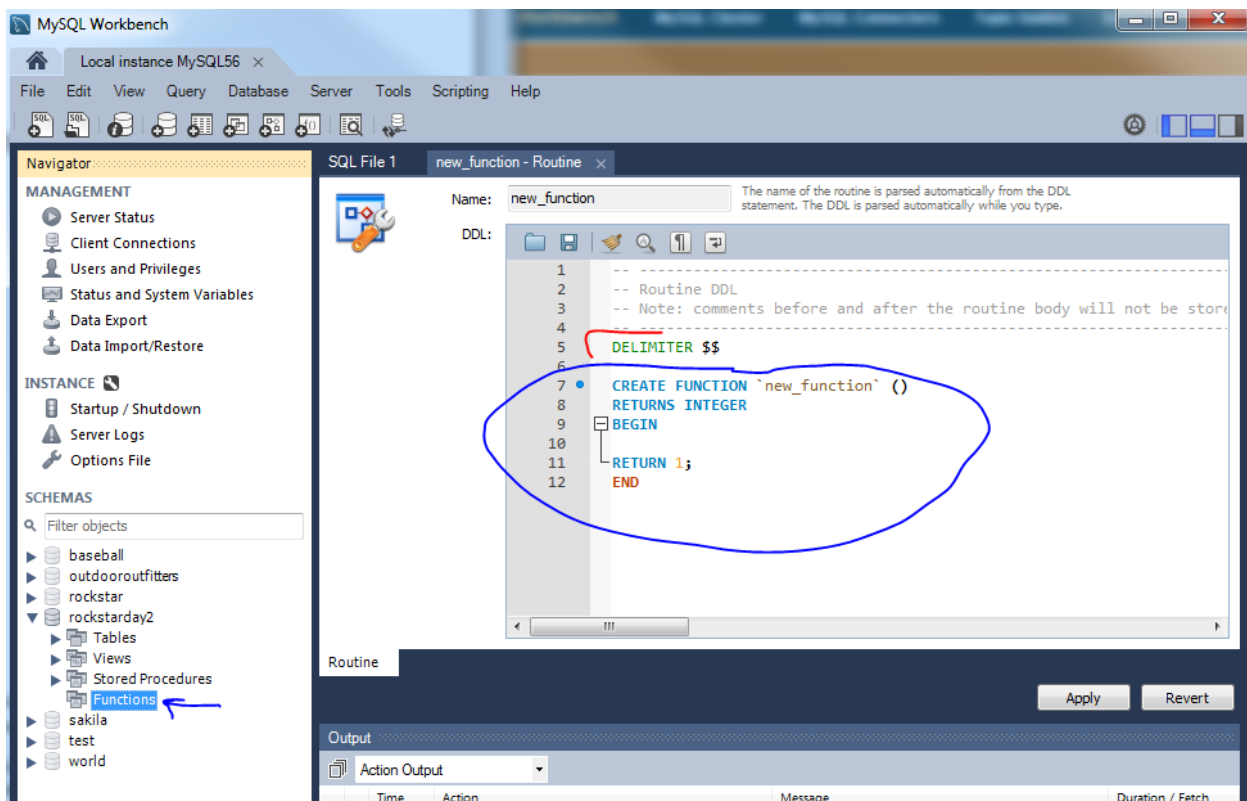 MySQL Workbench
Local instance MySQL56
File Edit View Query Database Server Tools Scripting Help
Navigator
MANAGEMENT
Server Status
Client Connections
Users and Privileges
Status and System Variables
Data Export
Data Import/Restore
INSTANCE
Startup / Shutdown
Server Logs
Options File
SCHEMAS
Filter objects
baseball
outdooroutfitters
rockstar
rockstarday2
Tables
Views
Stored Procedures
Functions
sakila
test
world
SQL File 1 new_function - Routine
Name: new_function
The name of the routine is parsed automatically from the DDL
statement. The DDL is parsed automatically while you type.
DDL:
1 -- ----------------------------------------------------------------
2 -- Routine DDL
3 -- Note: comments before and after the routine body will not be store
4 -- ----------------------------------------------------------------
5 DELIMITER $$
6
7 CREATE FUNCTION `new_function` ()
8 RETURNS INTEGER
9 BEGIN
10
11 RETURN 1;
12 END
Routine
Apply Revert
Output
Action Output
Time Action Message Duration / Fetch